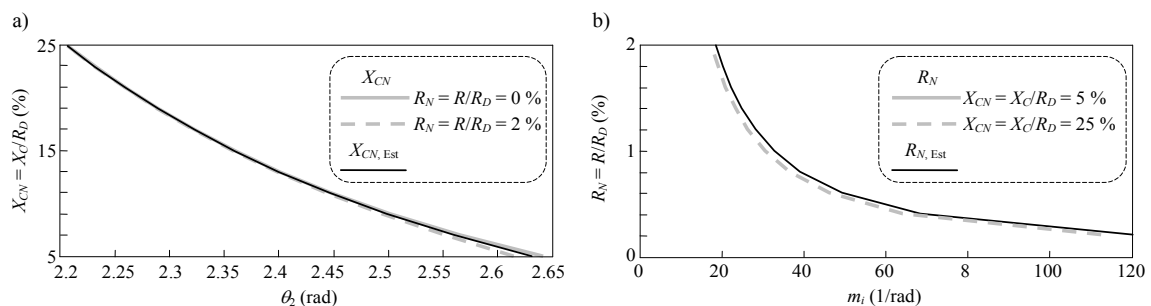 a)
X_CN = X_C/R_D (%)
25
15
5
X_CN
R_N = R/R_D = 0 %
R_N = R/R_D = 2 %
X_CN, Est
2.2 2.25 2.3 2.35 2.4 2.45 2.5 2.55 2.6 2.65
θ_2 (rad)
b)
R_N = R/R_D (%)
2
1
0
R_N
X_CN = X_C/R_D = 5 %
X_CN = X_C/R_D = 25 %
R_N, Est
0 20 40 60 80 100 120
m_i (1/rad)